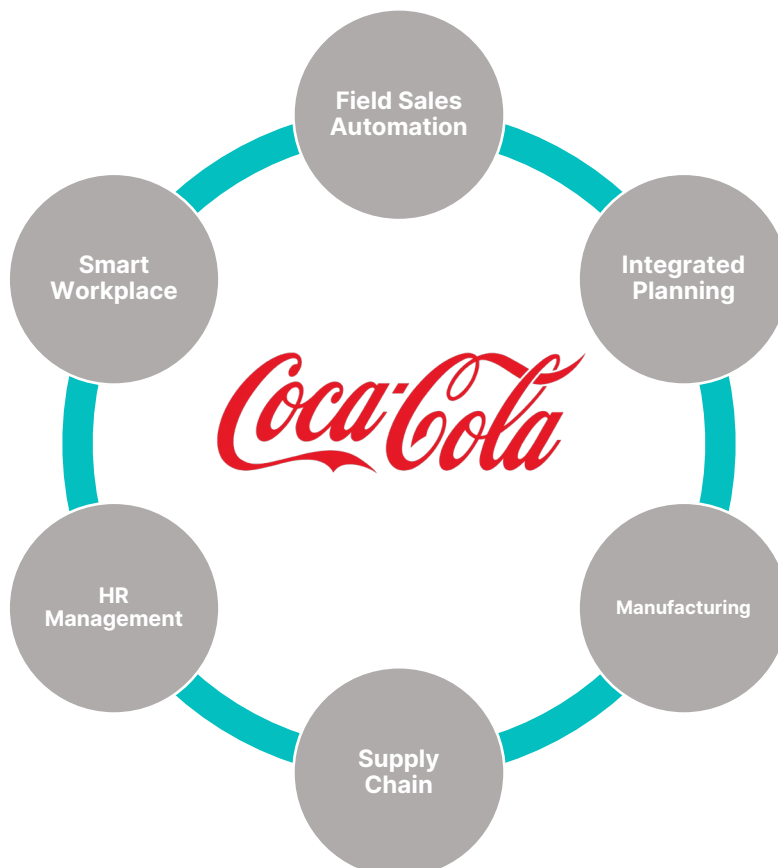 Field Sales
Automation
Smart
Workplace
Integrated
Planning
Coca-Cola
HR
Management
Manufacturing
Supply
Chain